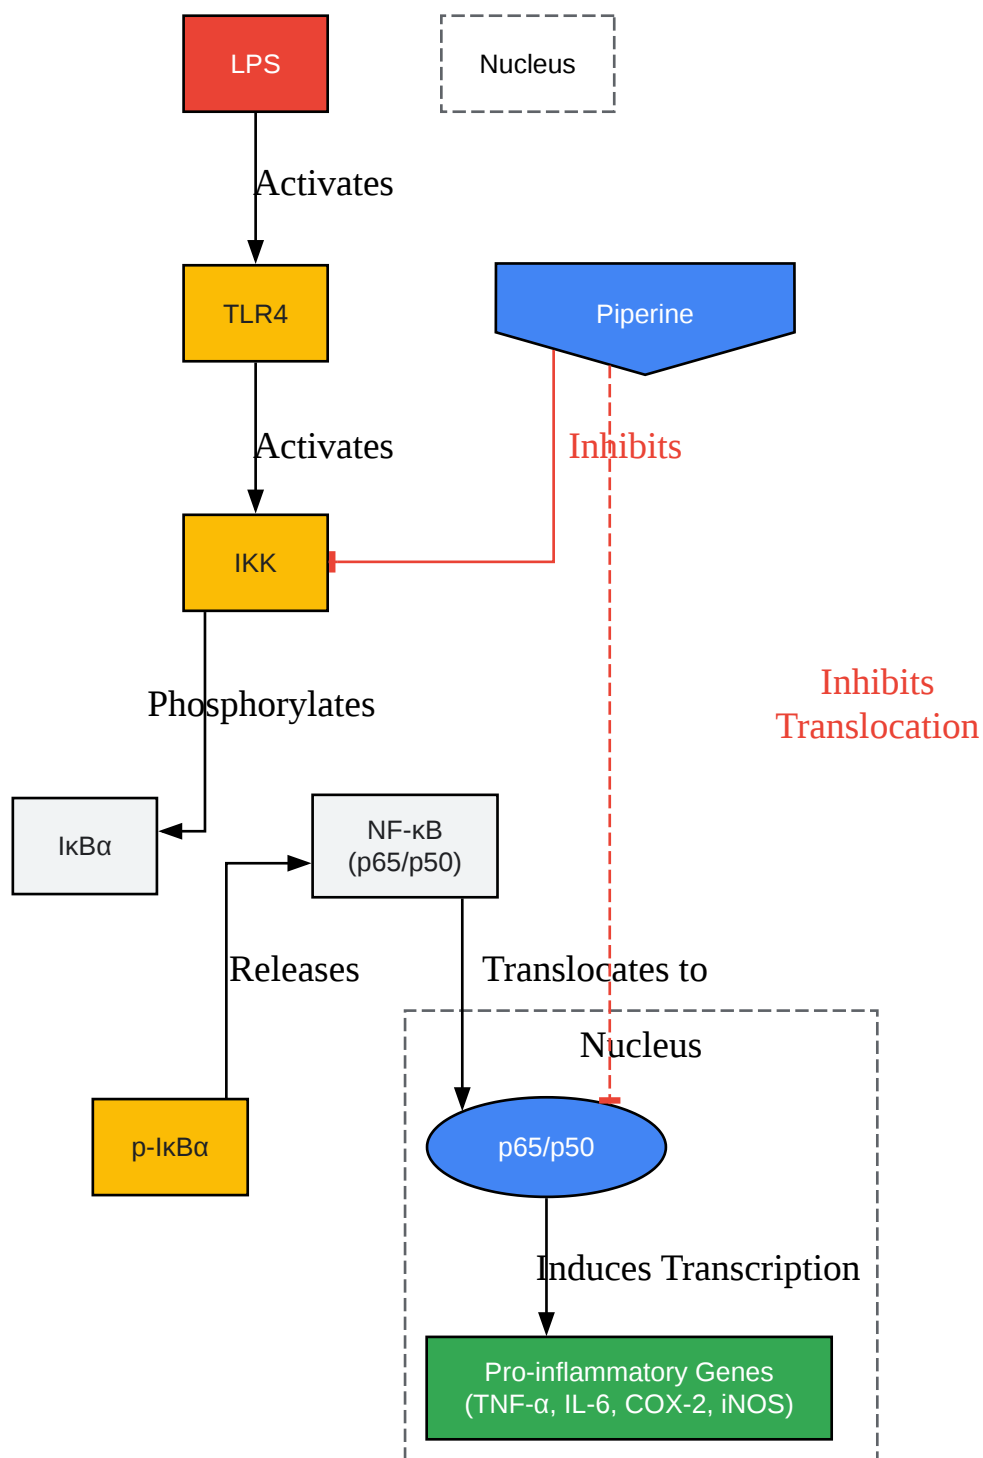 LPS
Nucleus
Activates
TLR4
Piperine
Activates
Inhibits
IKK
Inhibits
Translocation
Phosphorylates
IκBα
NF-κB
(p65/p50)
Releases
Translocates to
Nucleus
p-IκBα
p65/p50
Induces Transcription
Pro-inflammatory Genes
(TNF-α, IL-6, COX-2, iNOS)